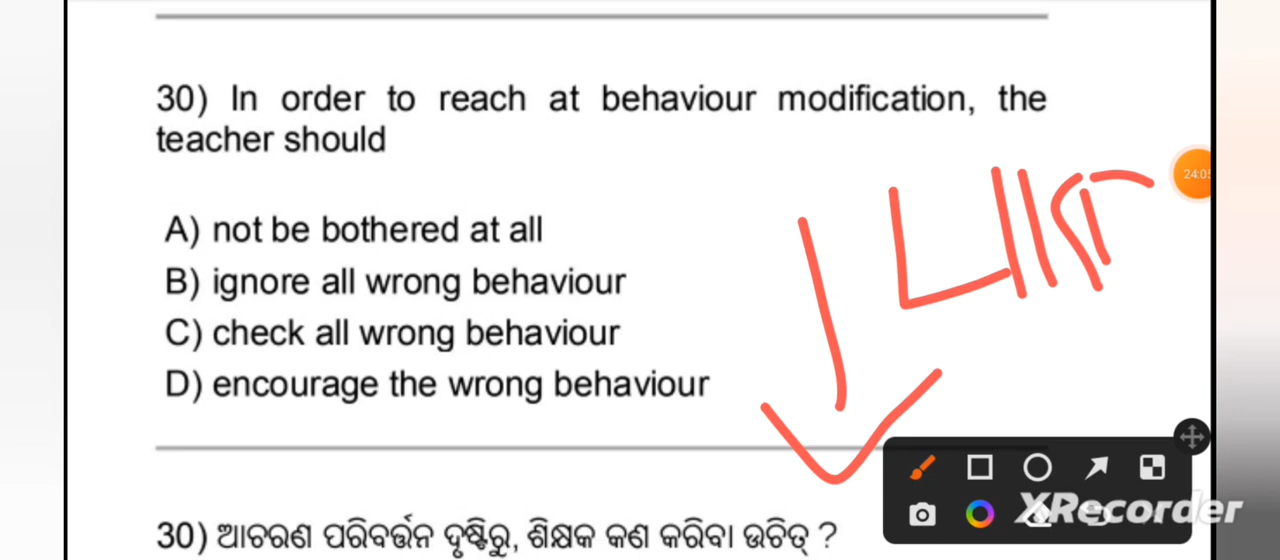 30) In order to reach at behaviour modification, the
teacher should
A) not be bothered at all
B) ignore all wrong behaviour
C) check all wrong behaviour
D) encourage the wrong behaviour
30) ଆଚରଣ ପରିବର୍ତ୍ତନ ଦୃଷ୍ଟିରୁ, ଶିକ୍ଷକ କଣ କରିବା ଉଚିତ୍ ?
24:05
XRecorder